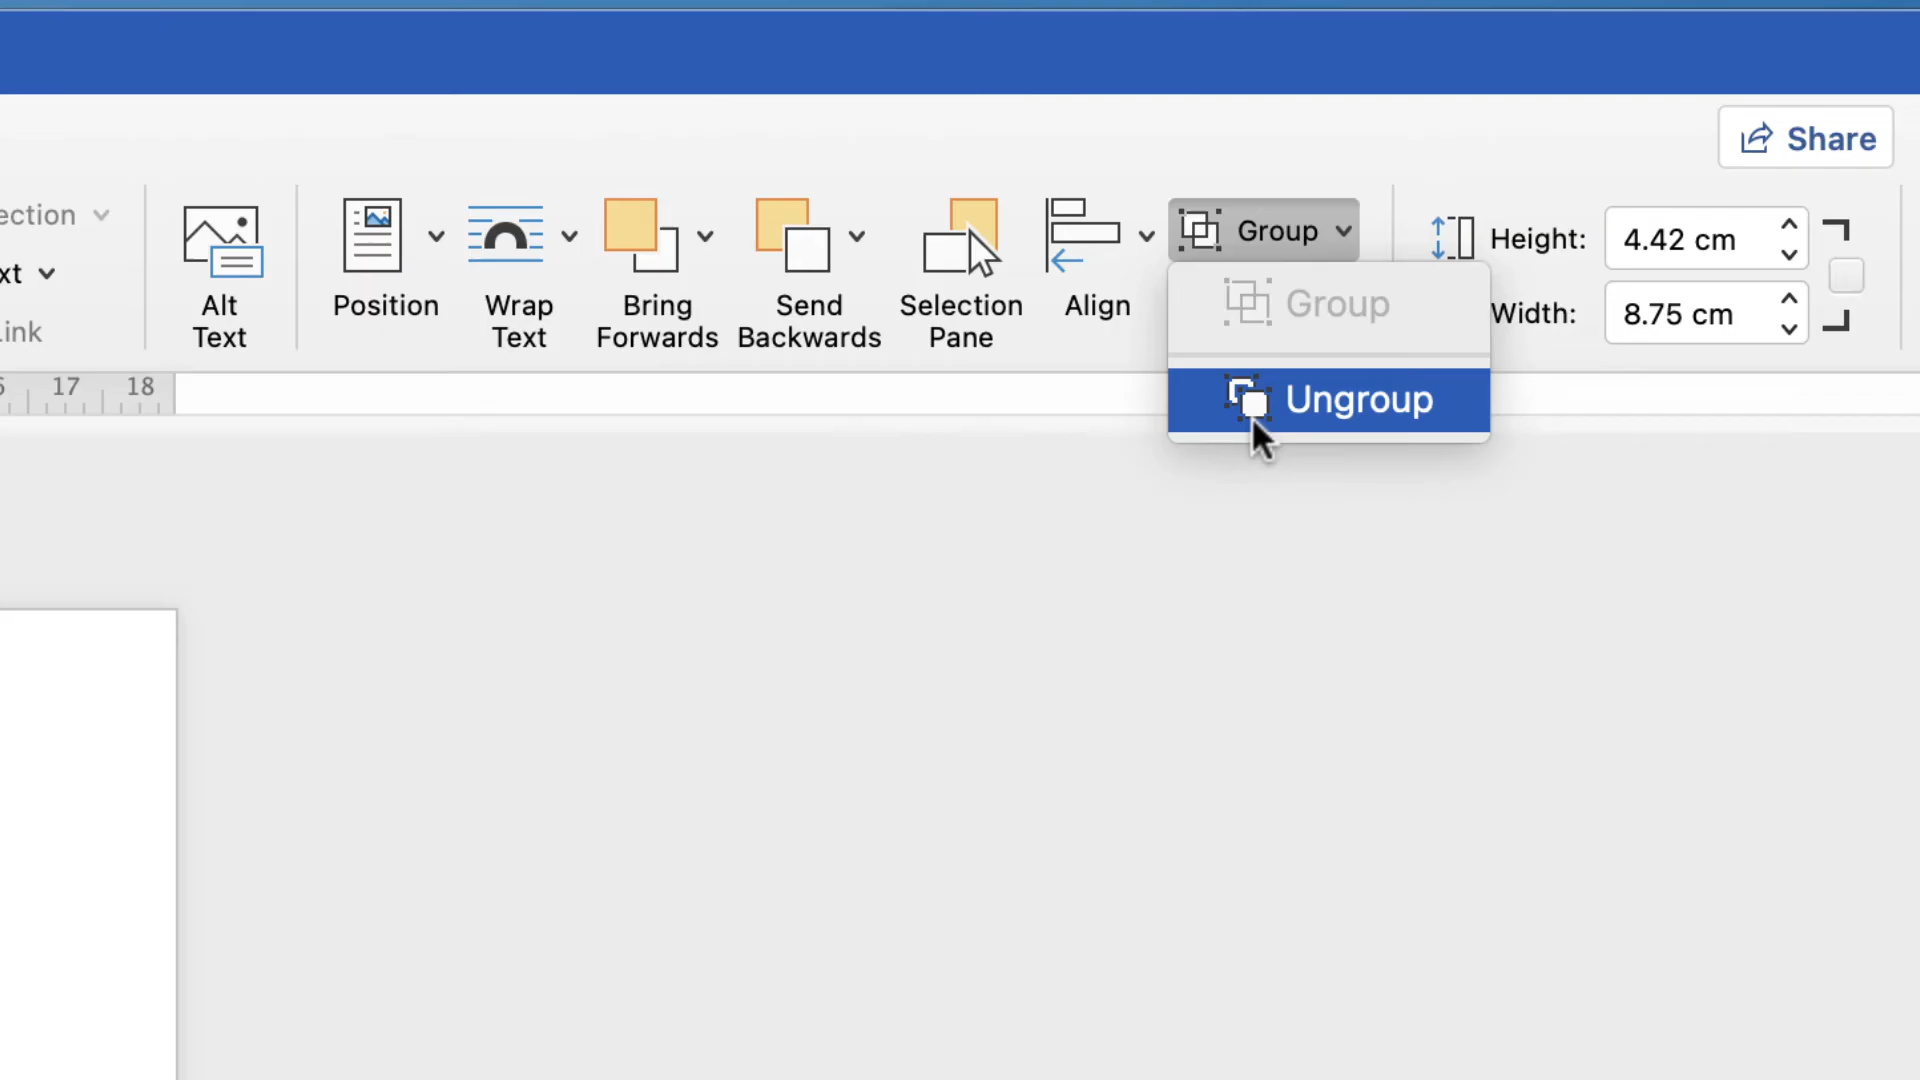 Share
ection
xt
ink
Alt
Text
Position
Wrap
Text
Bring
Forwards
Send
Backwards
Selection
Pane
Align
Group
Group
Ungroup
Height: 4.42 cm
Width: 8.75 cm
17 18